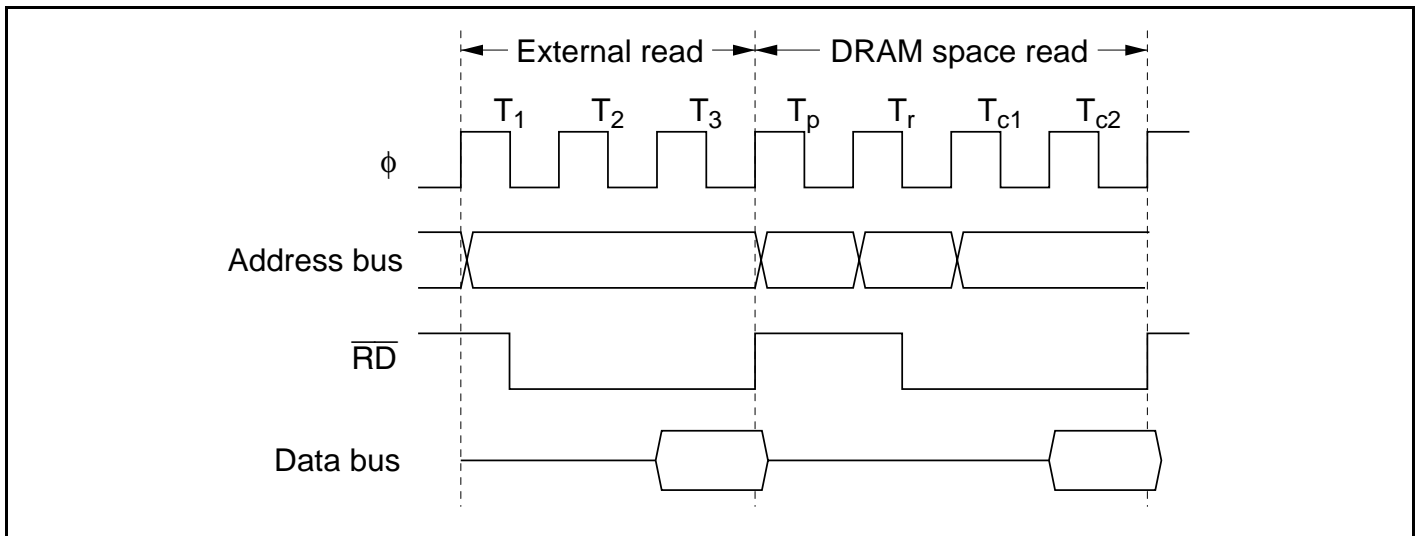 External read DRAM space read
T1 T2 T3 Tp Tr Tc1 Tc2
ϕ
Address bus
RD
Data bus